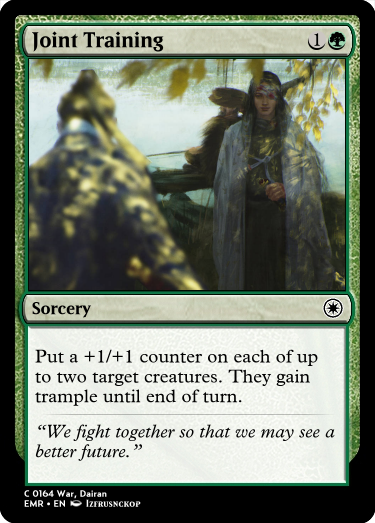 Joint Training 1
Sorcery
Put a +1/+1 counter on each of up
to two target creatures. They gain
trample until end of turn.
“We fight together so that we may see a
better future.”
C 0164 War, Dairan
EMR • EN Izfrusnckop